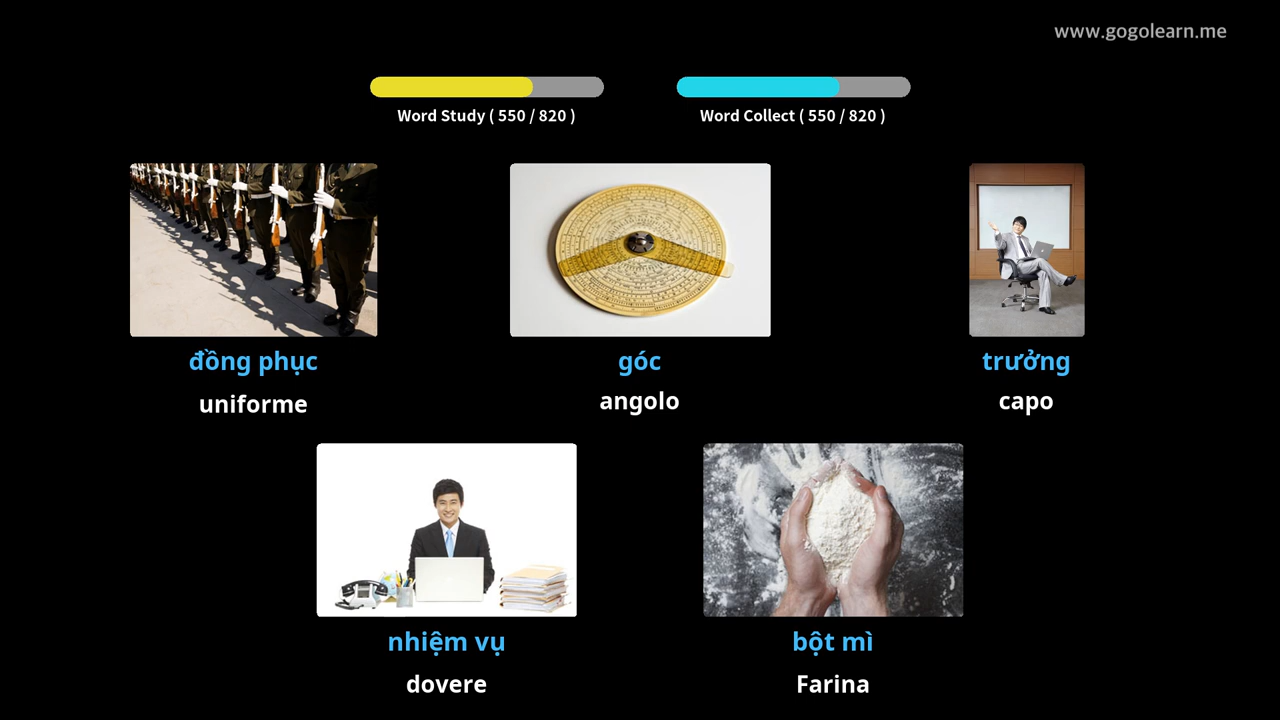 www.gogolearn.me
Word Study ( 550 / 820 )
Word Collect ( 550 / 820 )
đồng phục
uniforme
góc
angolo
trưởng
capo
nhiệm vụ
dovere
bột mì
Farina